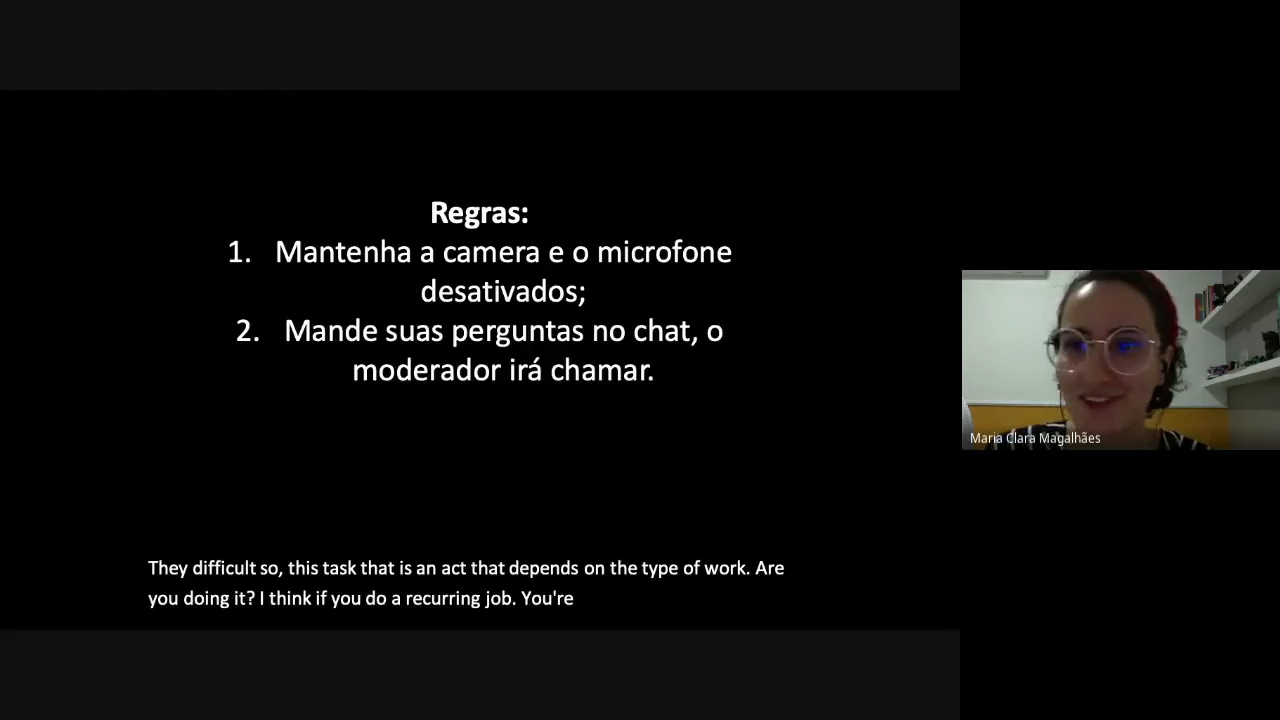 Regras:
1. Mantenha a camera e o microfone
desativados;
2. Mande suas perguntas no chat, o
moderador irá chamar.
Maria Clara Magalhães
They difficult so, this task that is an act that depends on the type of work. Are
you doing it? I think if you do a recurring job. You're